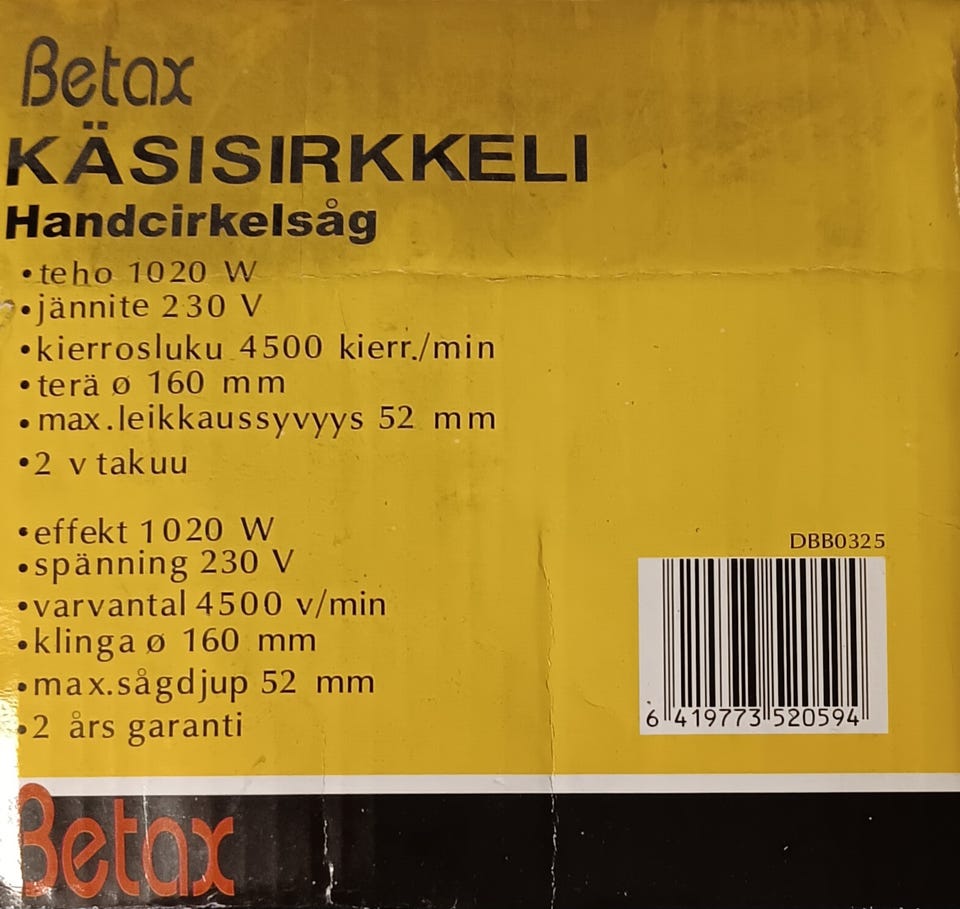 Betax
KÄSISIRKKELI
Handcirkelsåg
•teho 1020 W
•jännite 230 V
•kierrosluku 4500 kierr./min
•terä ø 160 mm
•max.leikkaussyvyys 52 mm
•2 v takuu
•effekt 1020 W
•spänning 230 V
•varvantal 4500 v/min
•klinga ø 160 mm
•max.sågdjup 52 mm
•2 års garanti
DBB0325
6 419773 520594
Betax